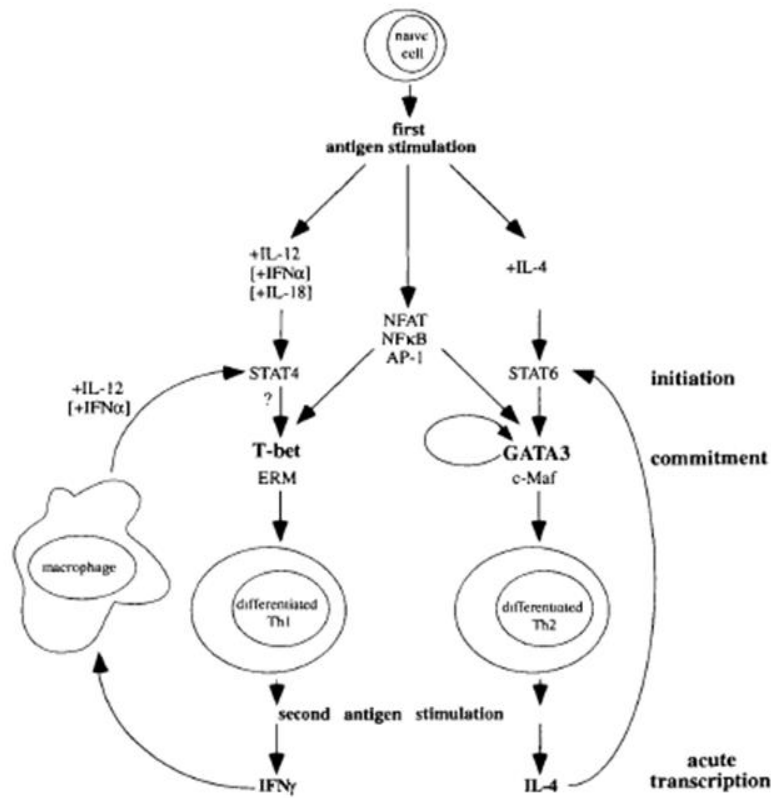 naive
cell
first
antigen stimulation
+IL-12
[+IFNα]
[+IL-18]
+IL-4
NFAT
NFκB
AP-1
STAT4
STAT6
initiation
+IL-12
[+IFNα]
?
T-bet
GATA3
commitment
ERM
c-Maf
macrophage
differentiated
Th1
differentiated
Th2
second antigen stimulation
IFNγ
IL-4
acute
transcription